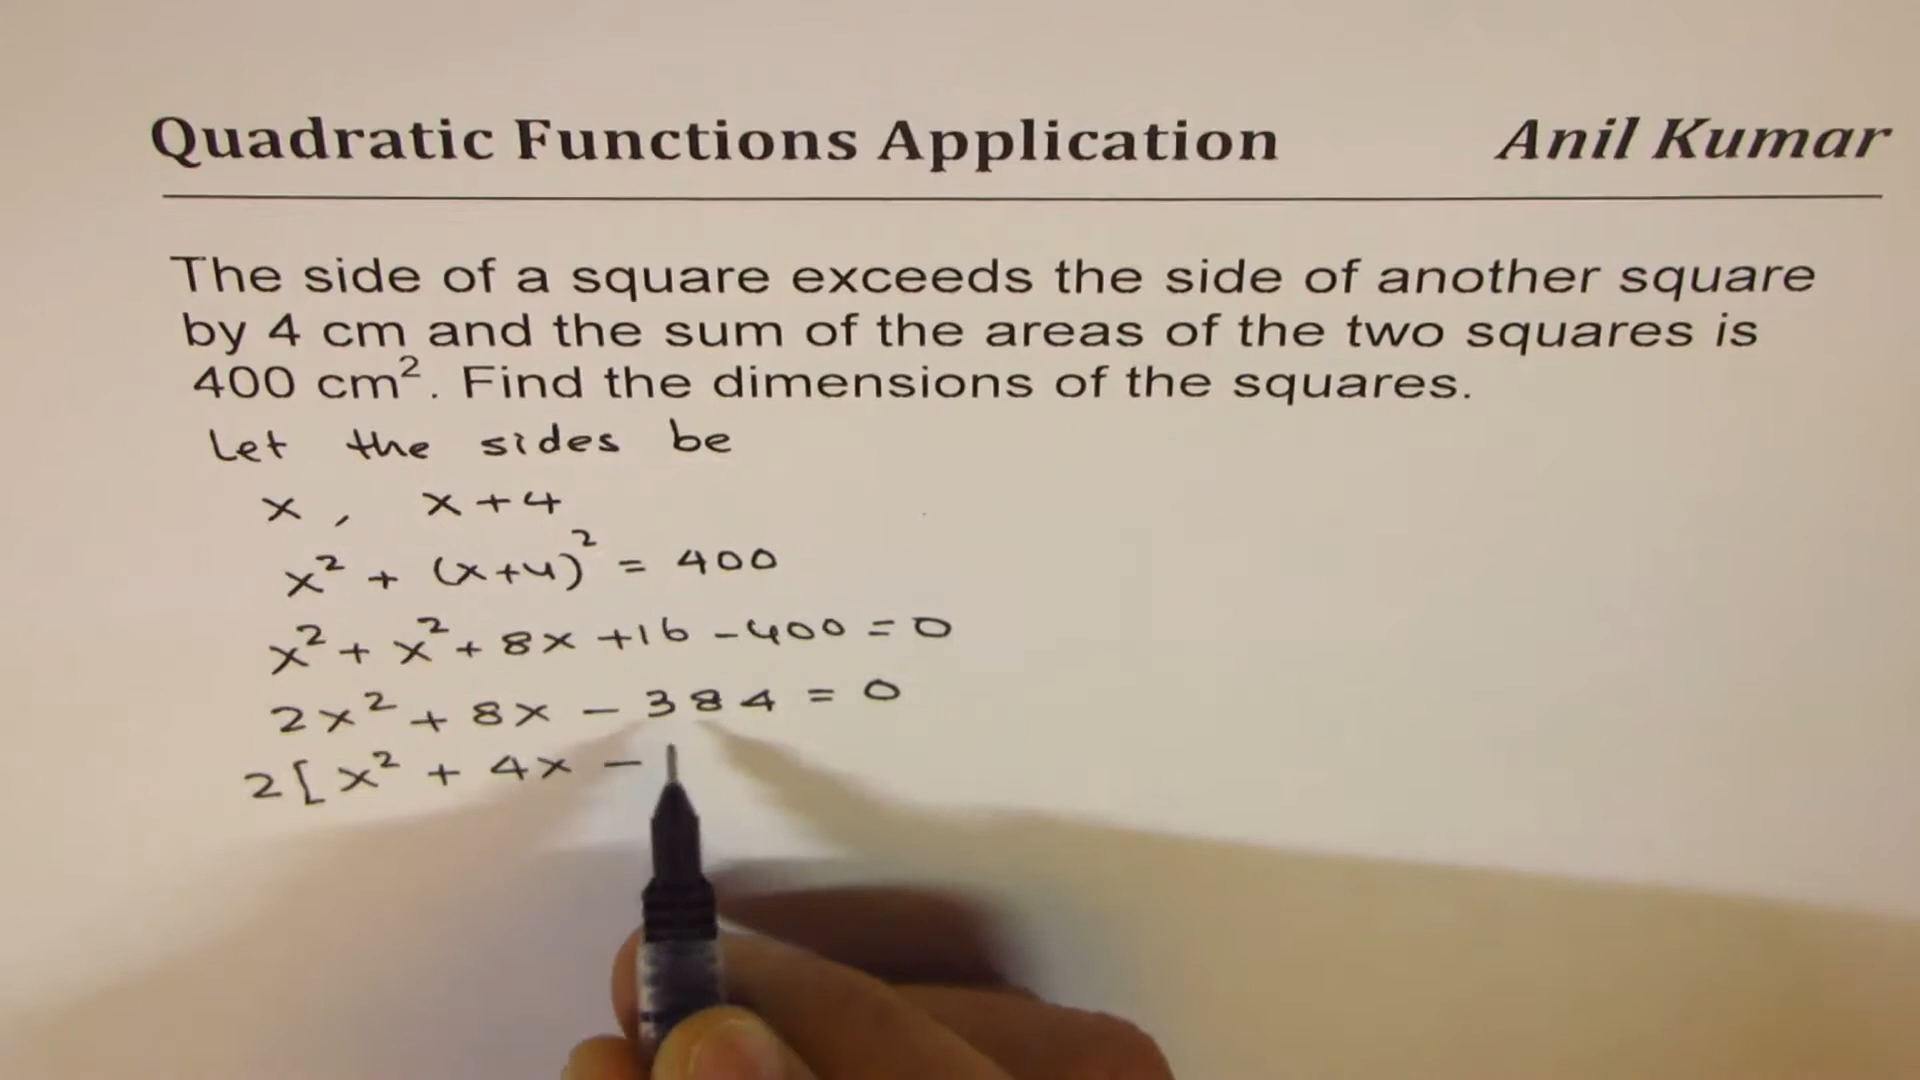 Quadratic Functions Application Anil Kumar
The side of a square exceeds the side of another square
by 4 cm and the sum of the areas of the two squares is
400 cm². Find the dimensions of the squares.
Let the sides be
x , x + 4
x² + (x+4)² = 400
x² + x² + 8x + 16 - 400 = 0
2x² + 8x - 384 = 0
2[x² + 4x -